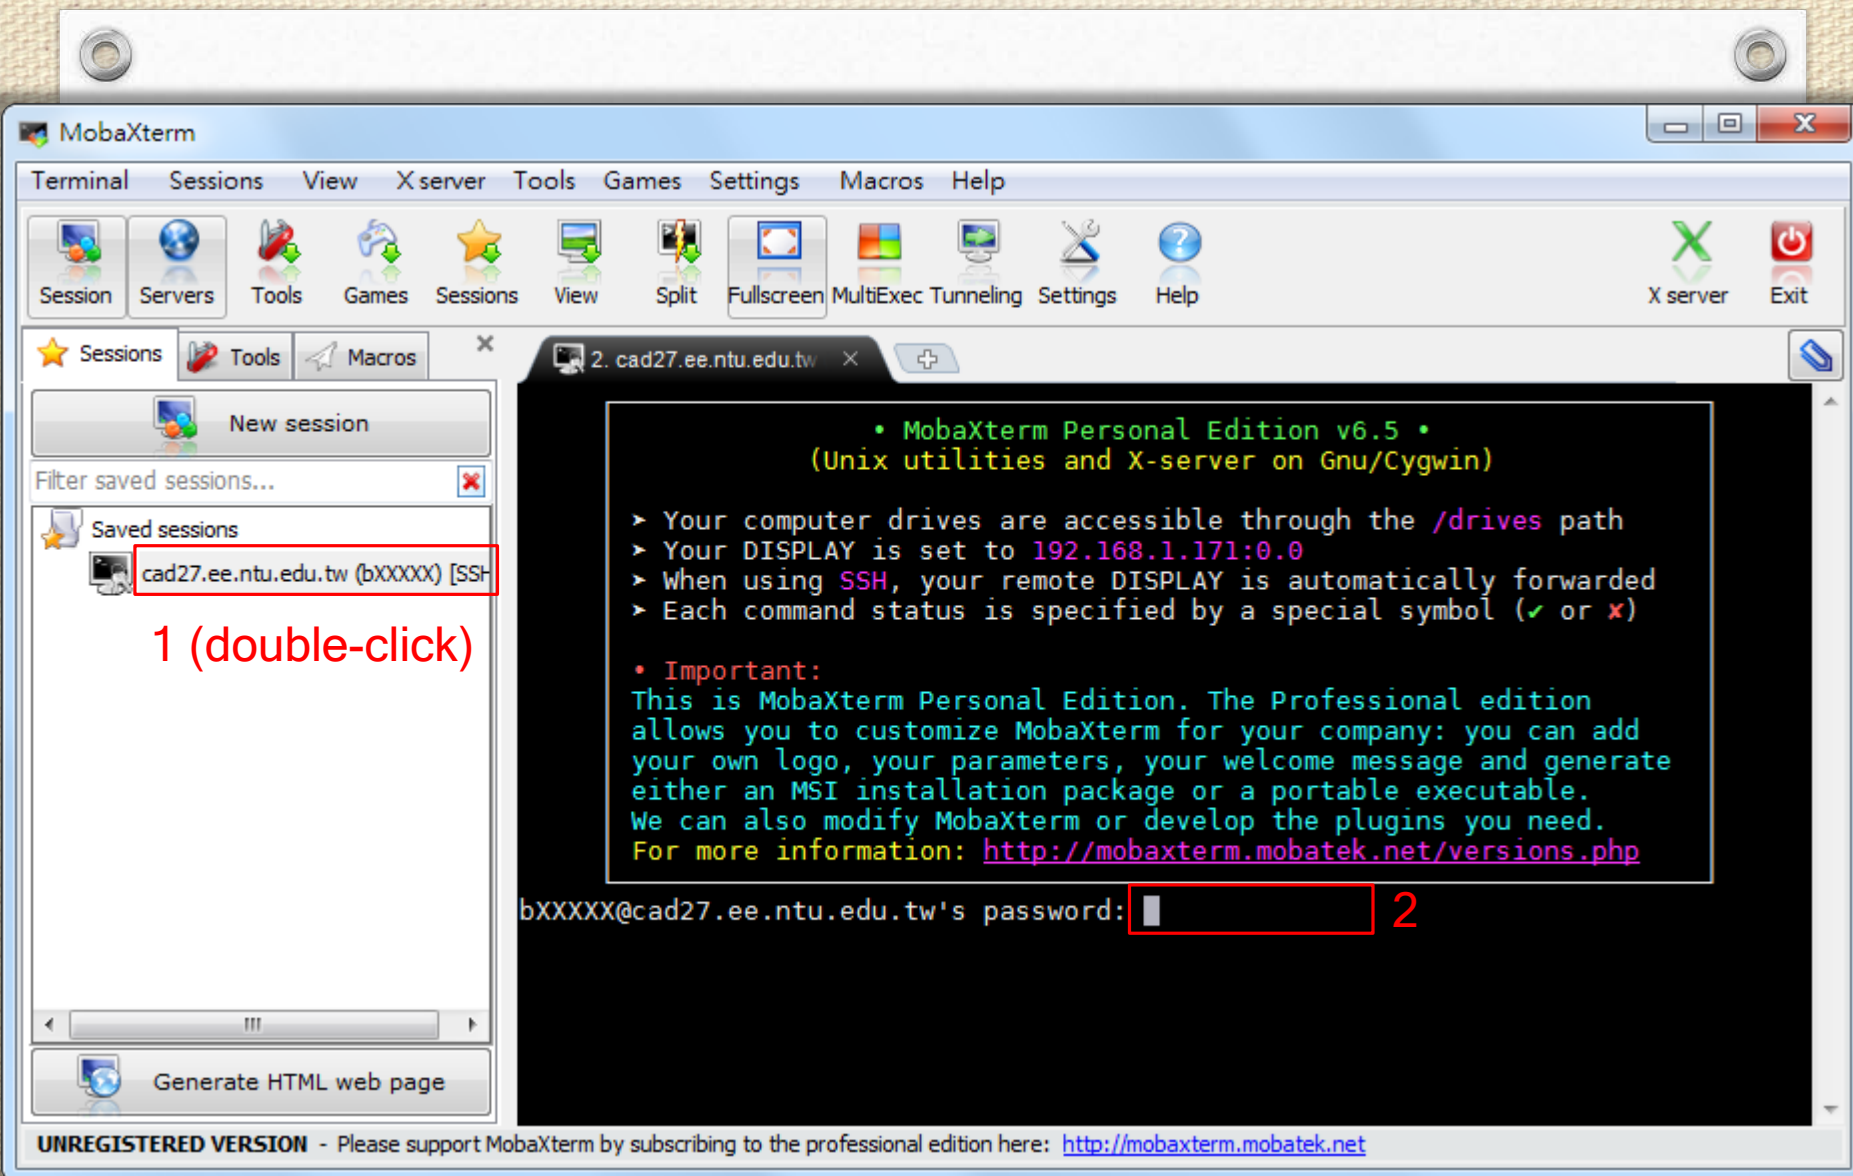 MobaXterm
Terminal Sessions View X server Tools Games Settings Macros Help
Session Servers Tools Games Sessions View Split Fullscreen MultiExec Tunneling Settings Help X server Exit
Sessions Tools Macros
2. cad27.ee.ntu.edu.tw
New session
Filter saved sessions...
Saved sessions
cad27.ee.ntu.edu.tw (bXXXXX) [SSH
1 (double-click)
• MobaXterm Personal Edition v6.5 •
(Unix utilities and X-server on Gnu/Cygwin)
➤ Your computer drives are accessible through the /drives path
➤ Your DISPLAY is set to 192.168.1.171:0.0
➤ When using SSH, your remote DISPLAY is automatically forwarded
➤ Each command status is specified by a special symbol (✔ or ✘)
• Important:
This is MobaXterm Personal Edition. The Professional edition
allows you to customize MobaXterm for your company: you can add
your own logo, your parameters, your welcome message and generate
either an MSI installation package or a portable executable.
We can also modify MobaXterm or develop the plugins you need.
For more information: http://mobaxterm.mobatek.net/versions.php
bXXXXX@cad27.ee.ntu.edu.tw's password:
2
Generate HTML web page
UNREGISTERED VERSION - Please support MobaXterm by subscribing to the professional edition here: http://mobaxterm.mobatek.net